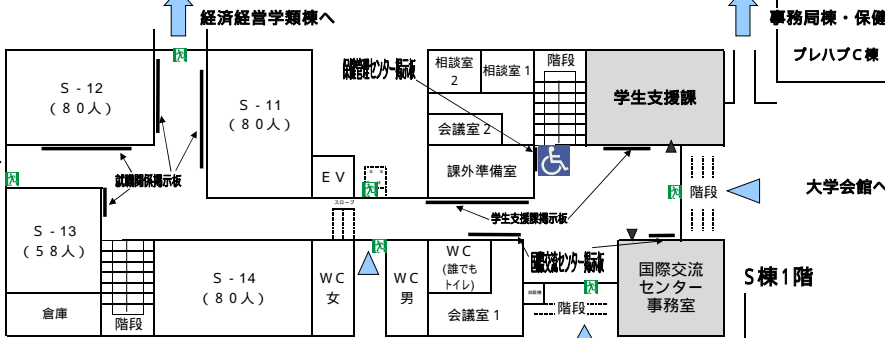 経済経営学類棟へ
事務局棟・保健
プレハブC棟
S-12
(80人)
S-11
(80人)
保健管理センター掲示板
相談室
2
相談室1
階段
学生支援課
会議室2
就職関係掲示板
EV
課外準備室
スロープ
学生支援課掲示板
階段
大学会館へ
S-13
(58人)
S-14
(80人)
WC
女
WC
男
WC
(誰でも
トイレ)
国際交流センター掲示板
国際交流
センター
事務室
S棟1階
倉庫
階段
会議室1
階段